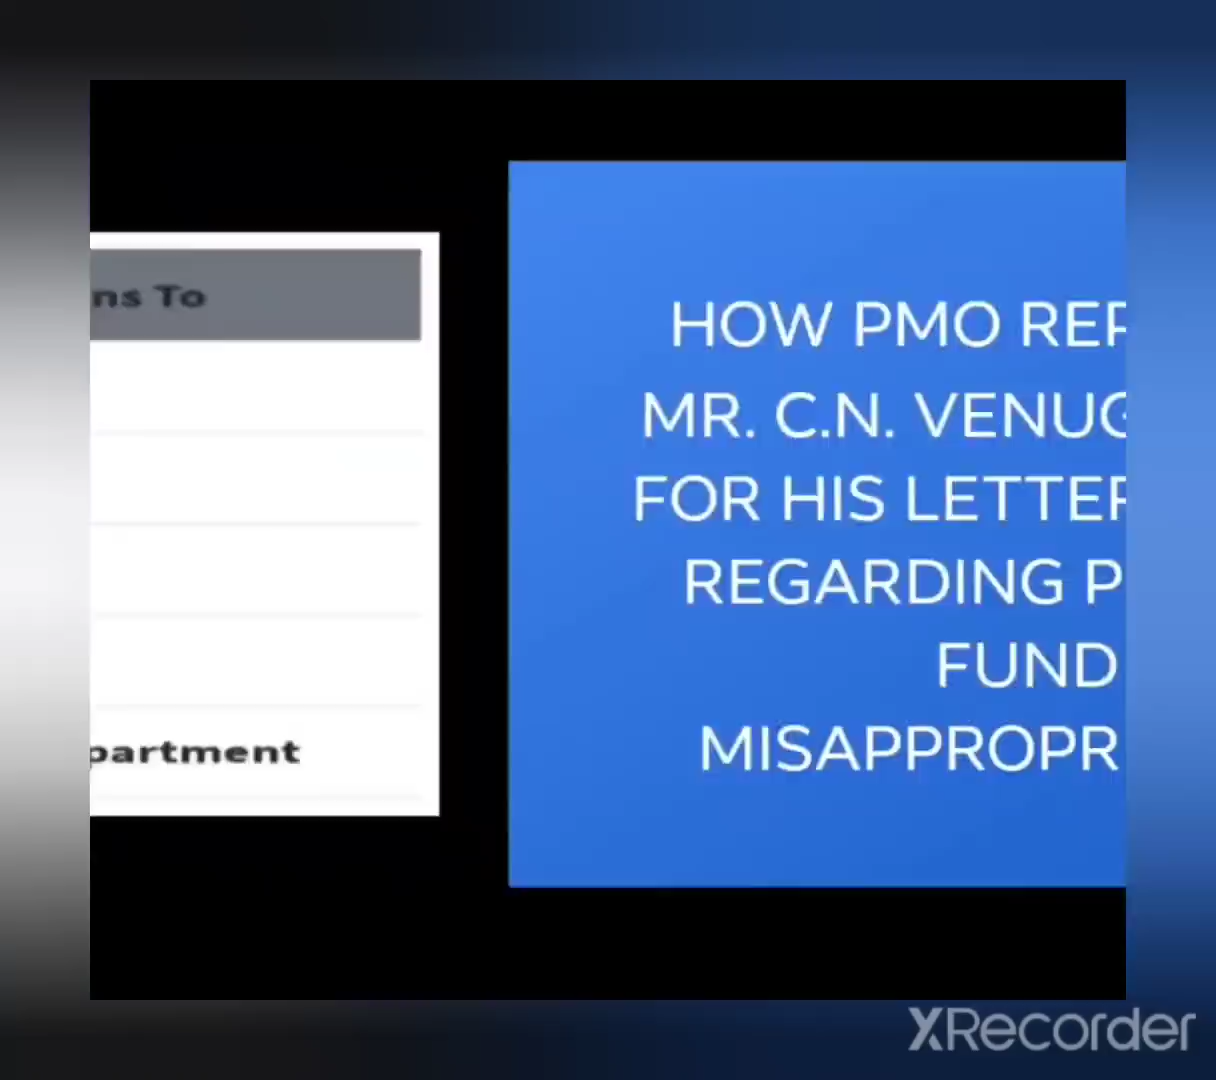 ns To
partment
HOW PMO REP
MR. C.N. VENUG
FOR HIS LETTER
REGARDING P
FUND
MISAPPROPR
XRecorder